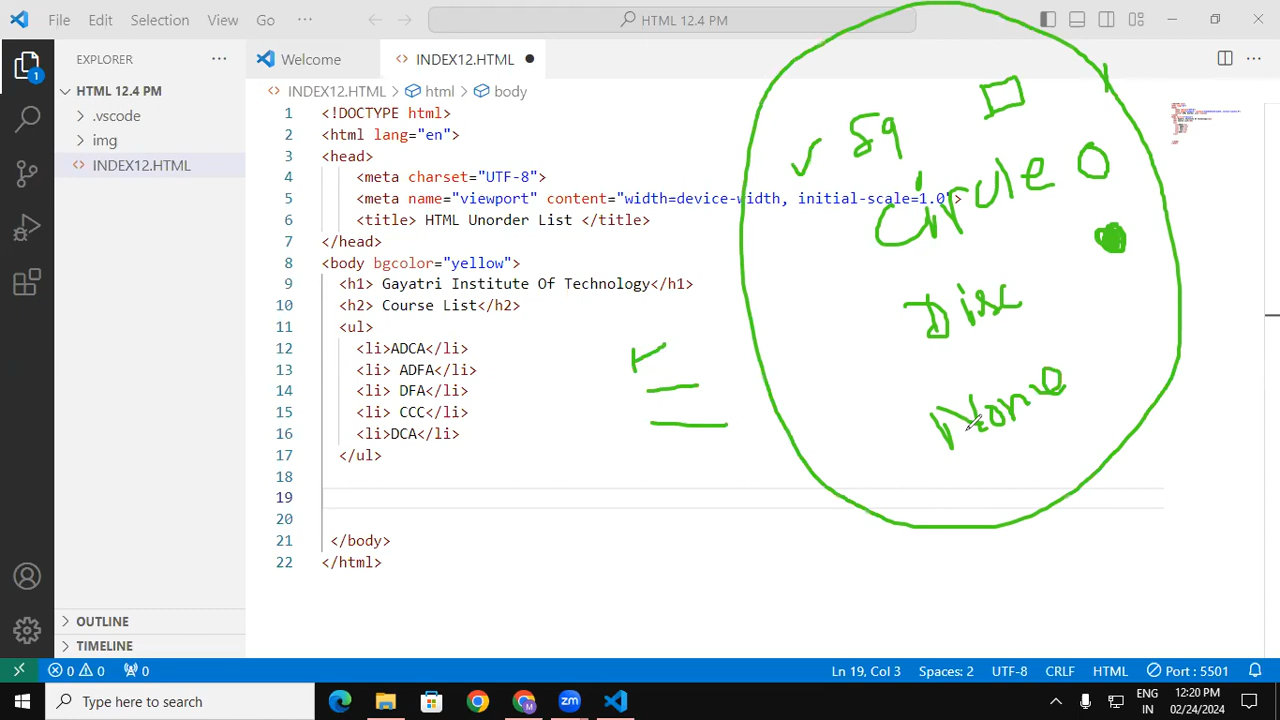 File Edit Selection View Go ··· HTML 12.4 PM
EXPLORER ···
Welcome INDEX12.HTML
HTML 12.4 PM
.vscode
img
INDEX12.HTML
INDEX12.HTML > html > body
1 <!DOCTYPE html>
2 <html lang="en">
3 <head>
4 <meta charset="UTF-8">
5 <meta name="viewport" content="width=device-width, initial-scale=1.0">
6 <title> HTML Unorder List </title>
7 </head>
8 <body bgcolor="yellow">
9 <h1> Gayatri Institute Of Technology</h1>
10 <h2> Course List</h2>
11 <ul>
12 <li>ADCA</li>
13 <li> ADFA</li>
14 <li> DFA</li>
15 <li> CCC</li>
16 <li>DCA</li>
17 </ul>
18
19
20
21 </body>
22 </html>
Sq
Circle
Disc
None
OUTLINE
TIMELINE
1
0 0 0 Ln 19, Col 3 Spaces: 2 UTF-8 CRLF HTML Port : 5501
Type here to search
zm
M
ENG
IN
12:20 PM
02/24/2024